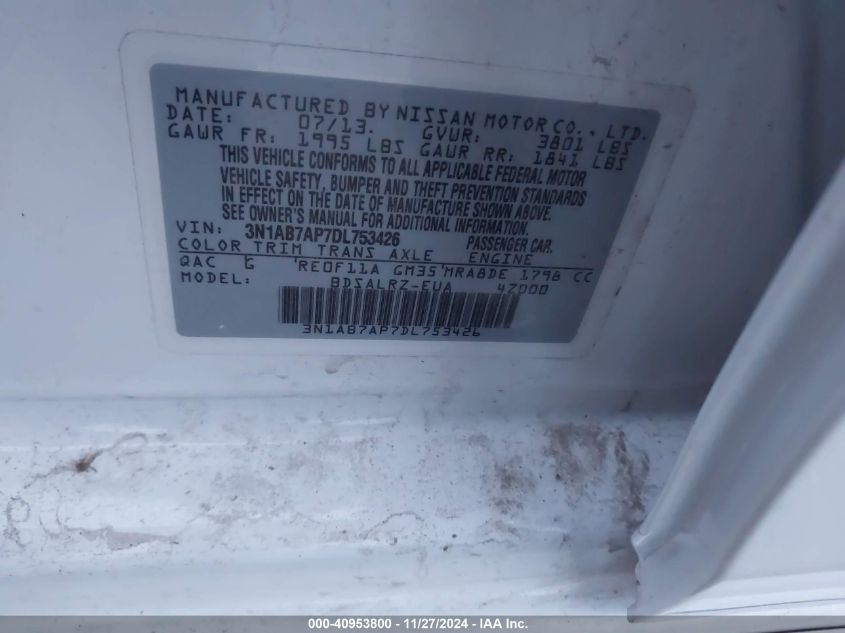 MANUFACTURED BY NISSAN MOTOR CO., LTD.
DATE: 07/13. GVWR: 3801 LBS
GAWR FR: 1995 LBS GAWR RR: 1841 LBS
THIS VEHICLE CONFORMS TO ALL APPLICABLE FEDERAL MOTOR
VEHICLE SAFETY, BUMPER AND THEFT PREVENTION STANDARDS
IN EFFECT ON THE DATE OF MANUFACTURE SHOWN ABOVE.
SEE OWNER'S MANUAL FOR ADDITIONAL INFORMATION.
VIN: 3N1AB7AP7DL753426 PASSENGER CAR.
COLOR TRIM TRANS AXLE ENGINE
QAC G 'RE0F11A GM35'MRA8DE 1798 CC
MODEL: BDSALRZ-EUA 4Z000
3N1AB7AP7DL753426
000-40953800 - 11/27/2024 - IAA Inc.